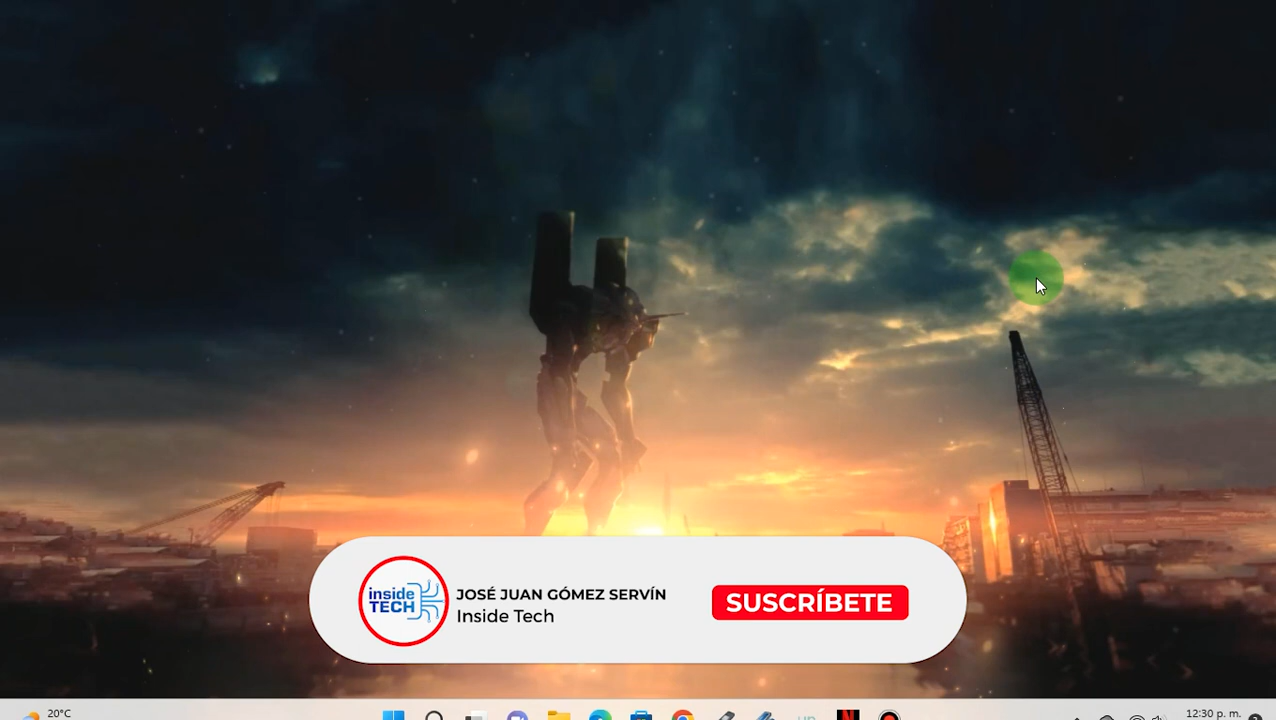 inside
TECH
JOSÉ JUAN GÓMEZ SERVÍN
Inside Tech
SUSCRÍBETE
20°C
12:30 p. m.